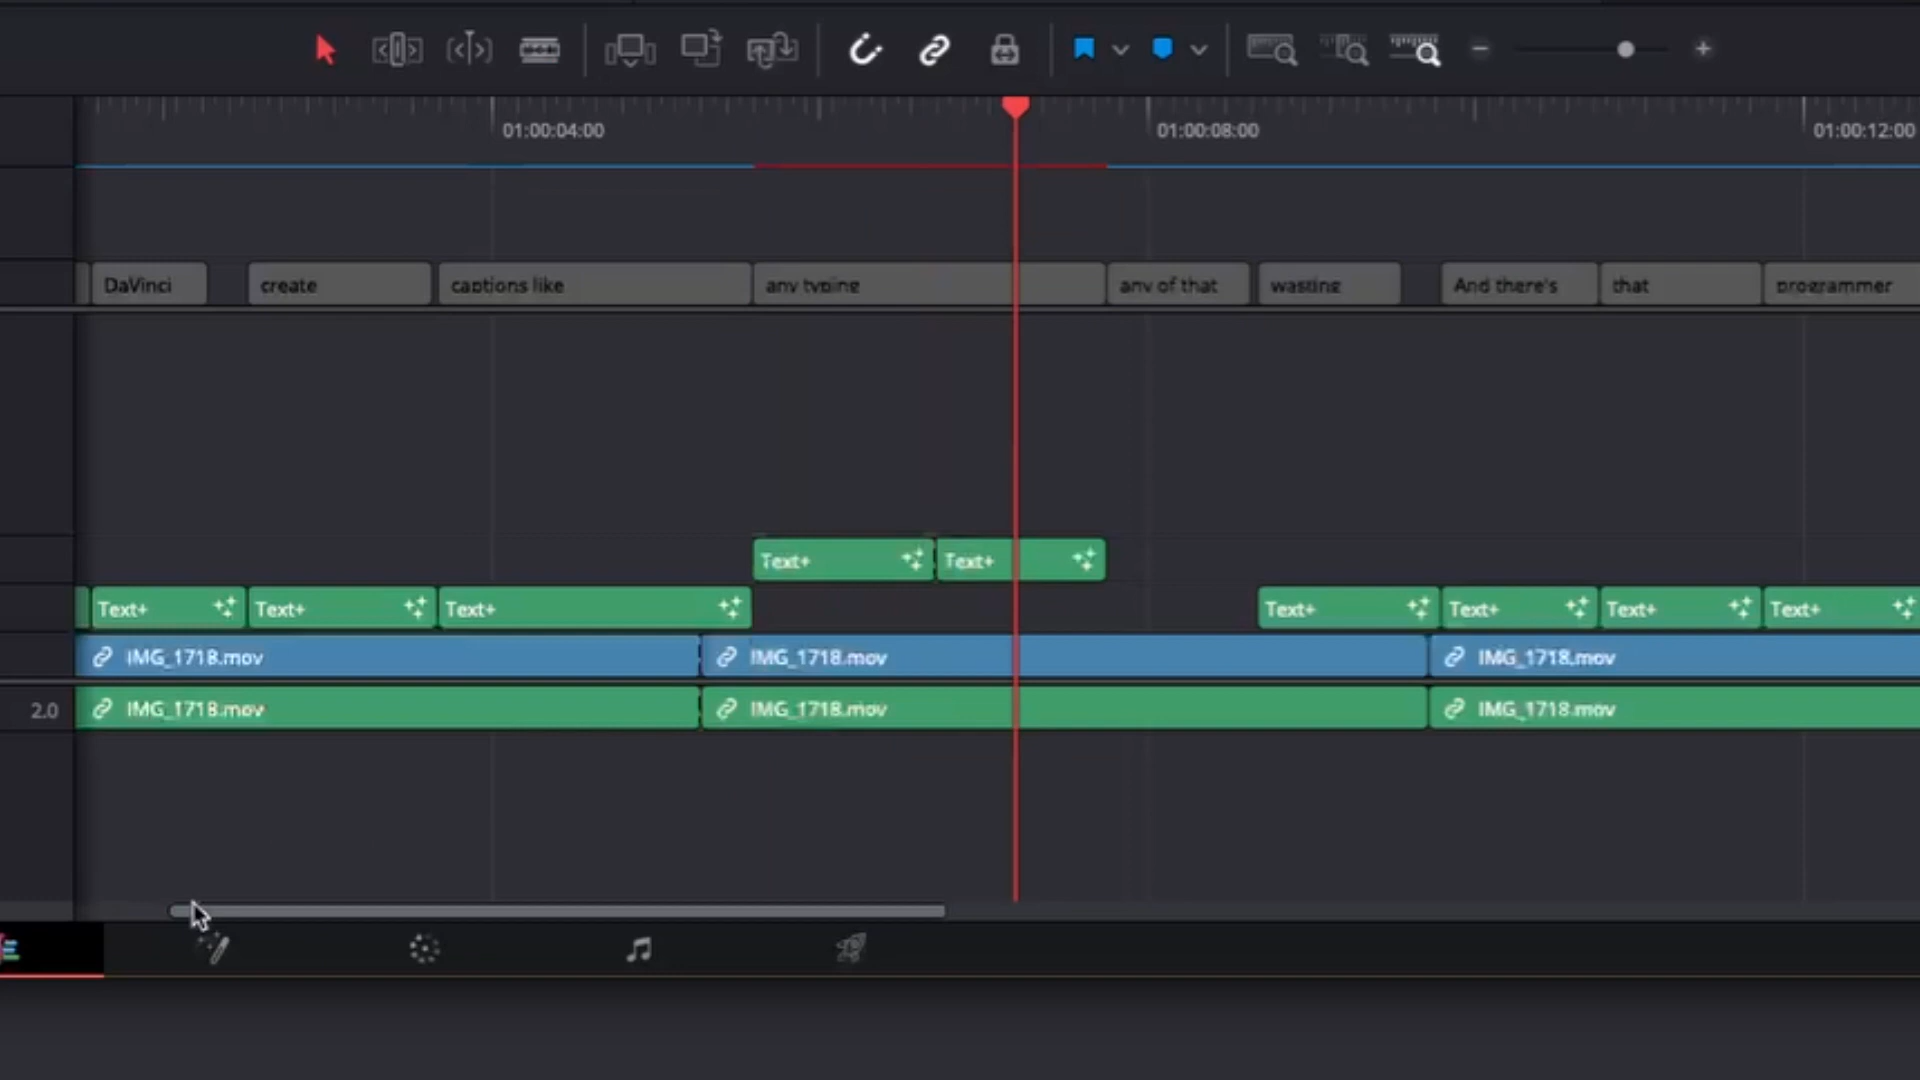 01:00:04:00 01:00:08:00 01:00:12:00
DaVinci create captions like any typing any of that wasting And there's that programmer
Text+ Text+
Text+ Text+ Text+ Text+ Text+ Text+ Text+
IMG_1718.mov IMG_1718.mov IMG_1718.mov
2.0 IMG_1718.mov IMG_1718.mov IMG_1718.mov